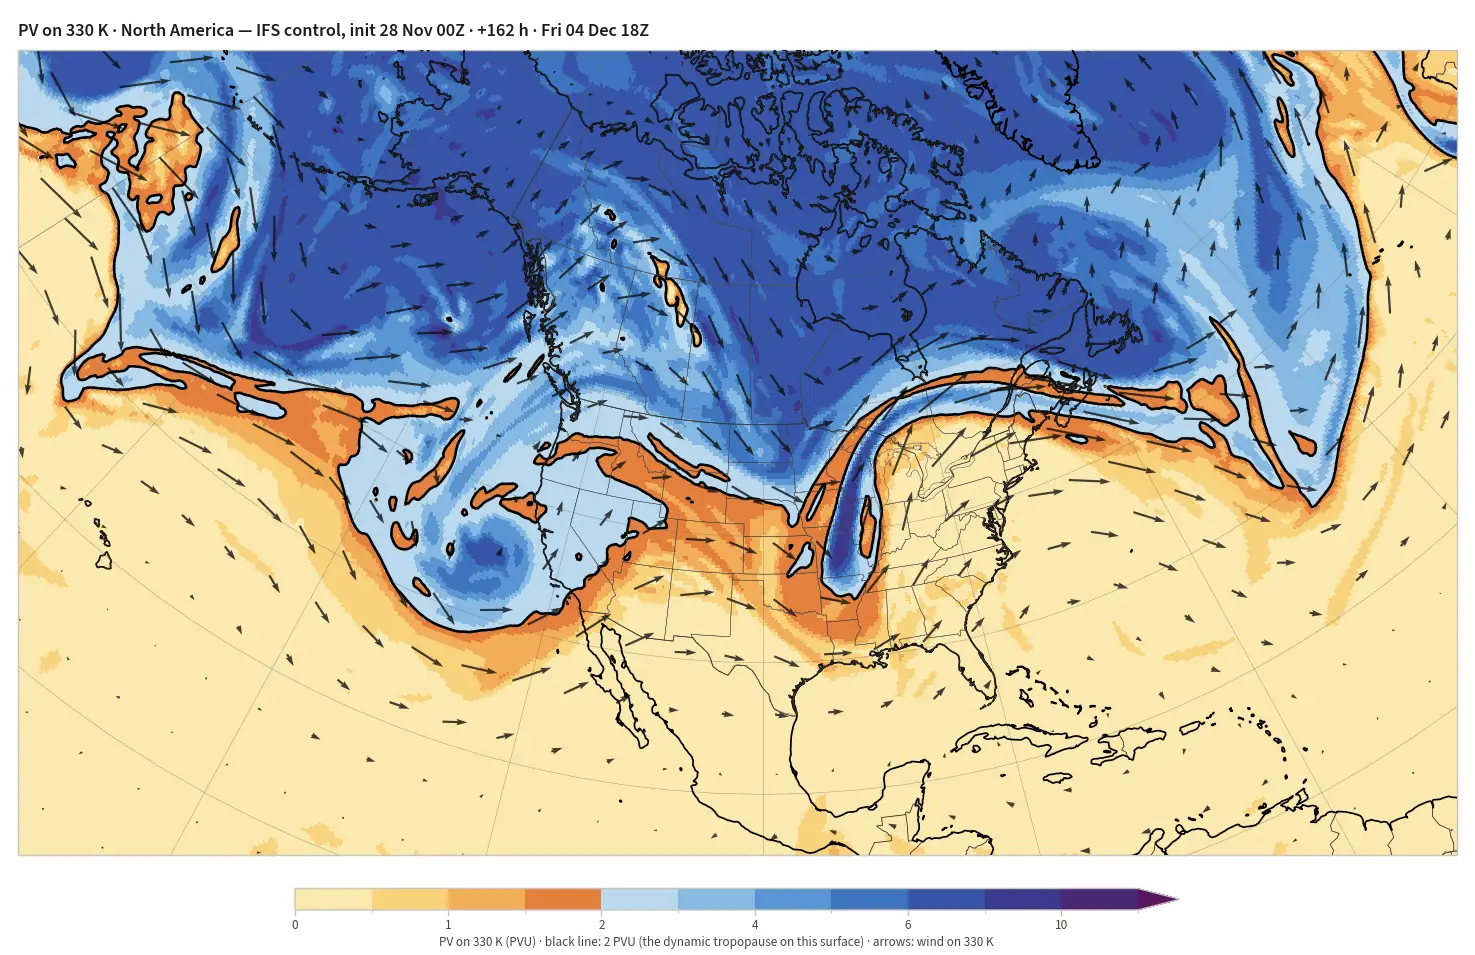 PV on 330 K · North America — IFS control, init 28 Nov 00Z · +162 h · Fri 04 Dec 18Z
0 1 2 4 6 10
PV on 330 K (PVU) · black line: 2 PVU (the dynamic tropopause on this surface) · arrows: wind on 330 K